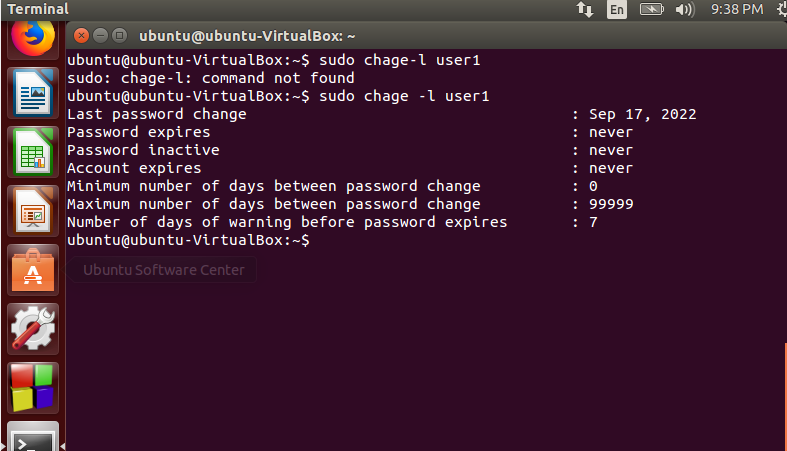 Terminal
En
9:38 PM
ubuntu@ubuntu-VirtualBox: ~
ubuntu@ubuntu-VirtualBox:~$ sudo chage-l user1
sudo: chage-l: command not found
ubuntu@ubuntu-VirtualBox:~$ sudo chage -l user1
Last password change : Sep 17, 2022
Password expires : never
Password inactive : never
Account expires : never
Minimum number of days between password change : 0
Maximum number of days between password change : 99999
Number of days of warning before password expires : 7
ubuntu@ubuntu-VirtualBox:~$
Ubuntu Software Center